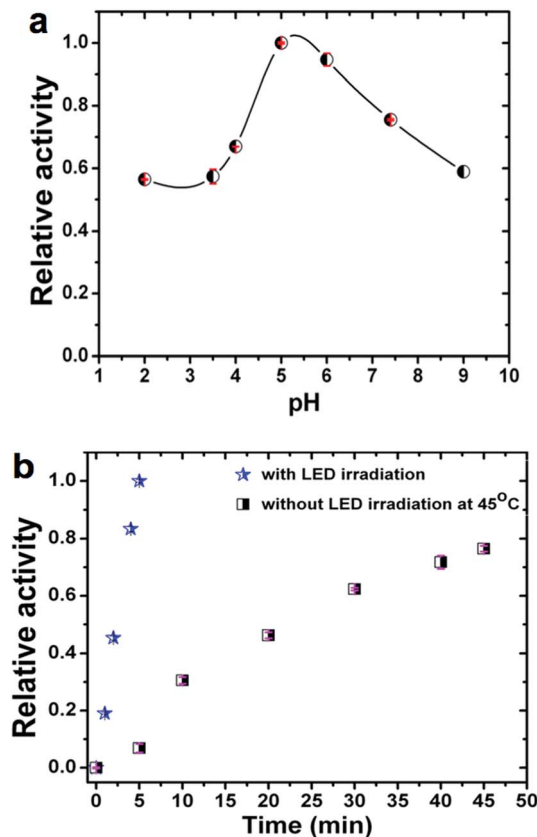 a
1.0
0.8
0.6
0.4
0.2
0.0
Relative activity
1 2 3 4 5 6 7 8 9 10
pH
b
with LED irradiation
without LED irradiation at 45°C
1.0
0.8
0.6
0.4
0.2
0.0
Relative activity
0 5 10 15 20 25 30 35 40 45 50
Time (min)